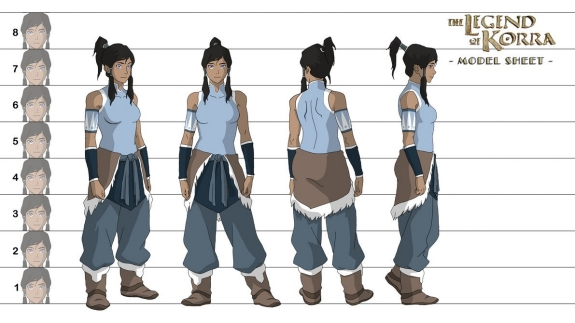 THE LEGEND
OF KORRA
- MODEL SHEET -
8
7
6
5
4
3
2
1